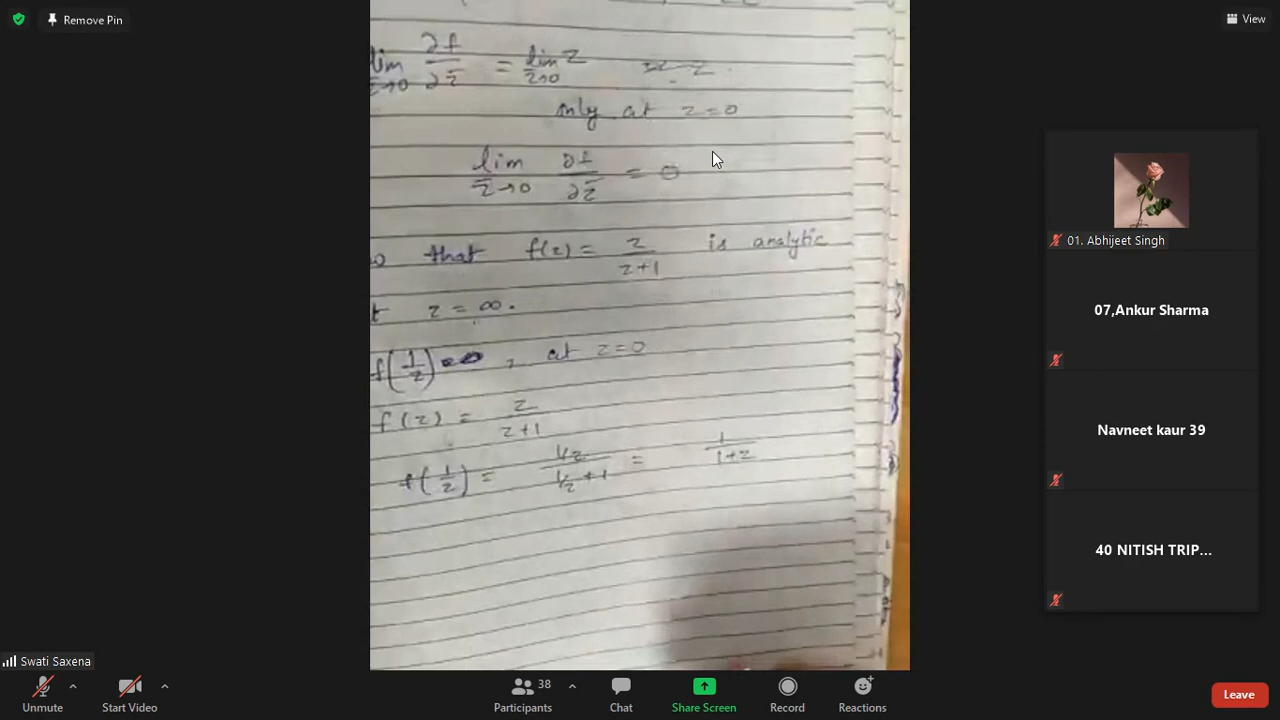 Remove Pin
View
lim z̄→0 ∂f/∂z̄ = lim z̄→0 z
only at z=0
lim z̄→0 ∂f/∂z̄ = 0
that f(z) = z/z+1 is analytic
z = ∞.
f(1/z) , at z=0
f(z) = z/z+1
f(1/z) = 1/z / 1/z+1 = 1/1+z
01. Abhijeet Singh
07,Ankur Sharma
Navneet kaur 39
40 NITISH TRIP...
Swati Saxena
Unmute
Start Video
38
Participants
Chat
Share Screen
Record
Reactions
Leave